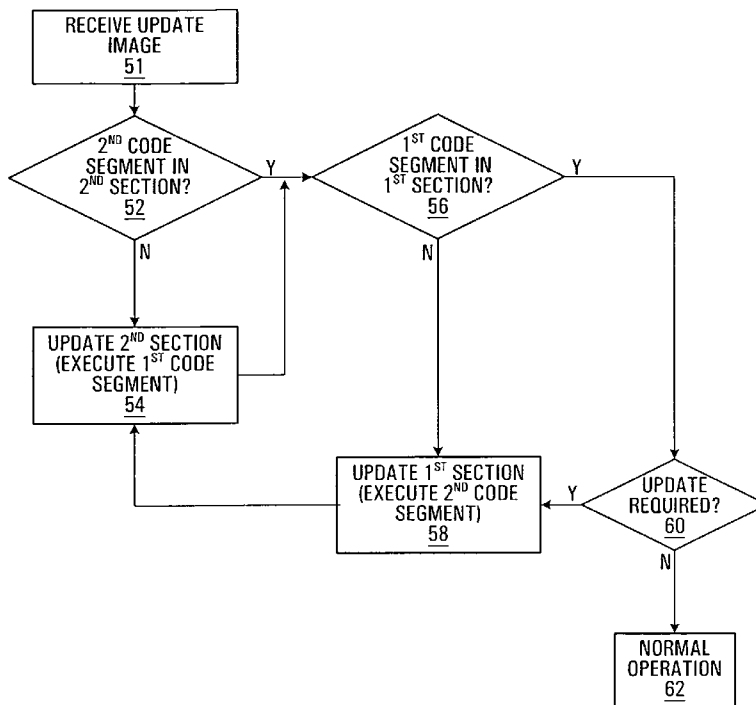 RECEIVE UPDATE
IMAGE
51
2ND CODE
SEGMENT IN
2ND SECTION?
52
Y
N
1ST CODE
SEGMENT IN
1ST SECTION?
56
Y
N
UPDATE 2ND SECTION
(EXECUTE 1ST CODE
SEGMENT)
54
UPDATE 1ST SECTION
(EXECUTE 2ND CODE
SEGMENT)
58
Y
UPDATE
REQUIRED?
60
N
NORMAL
OPERATION
62